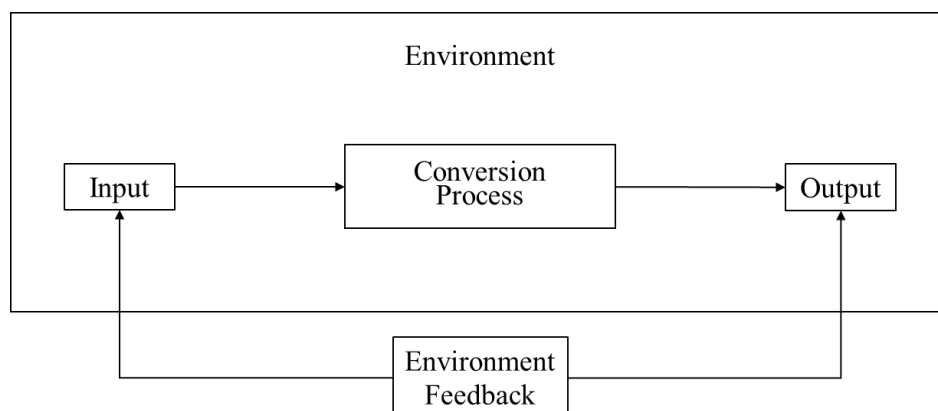 Environment
Input
Conversion
Process
Output
Environment
Feedback